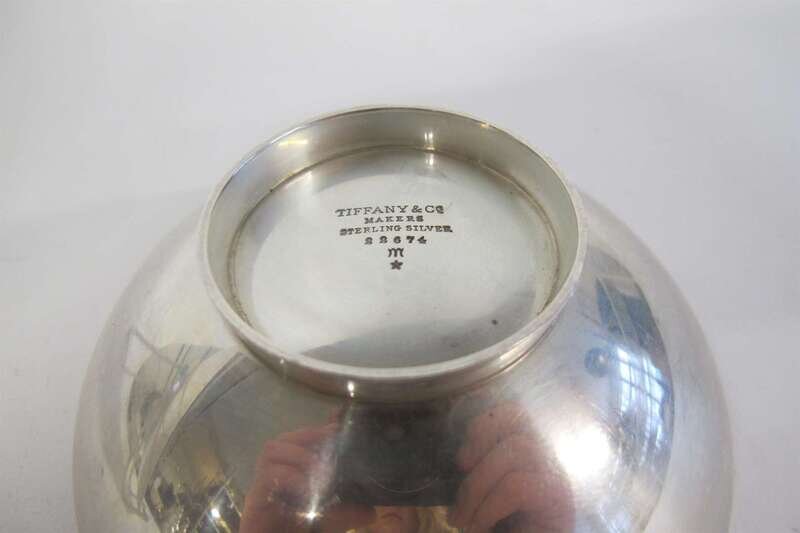 TIFFANY & Co
MAKERS
STERLING SILVER
22674
m